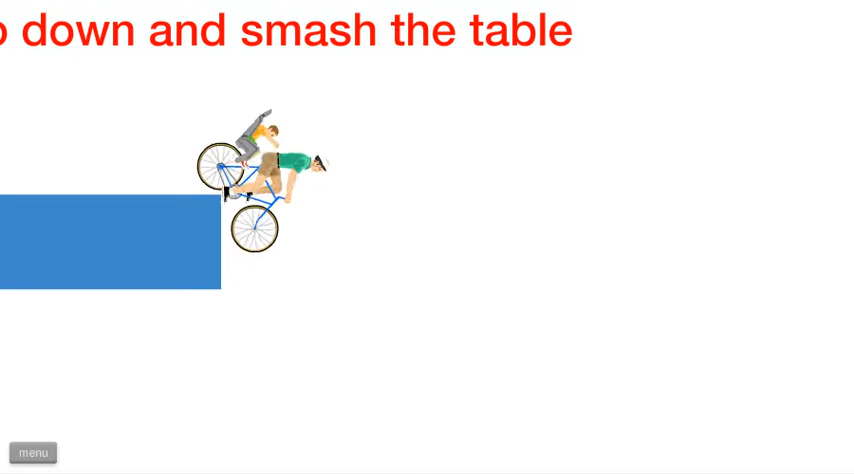 down and smash the table
menu